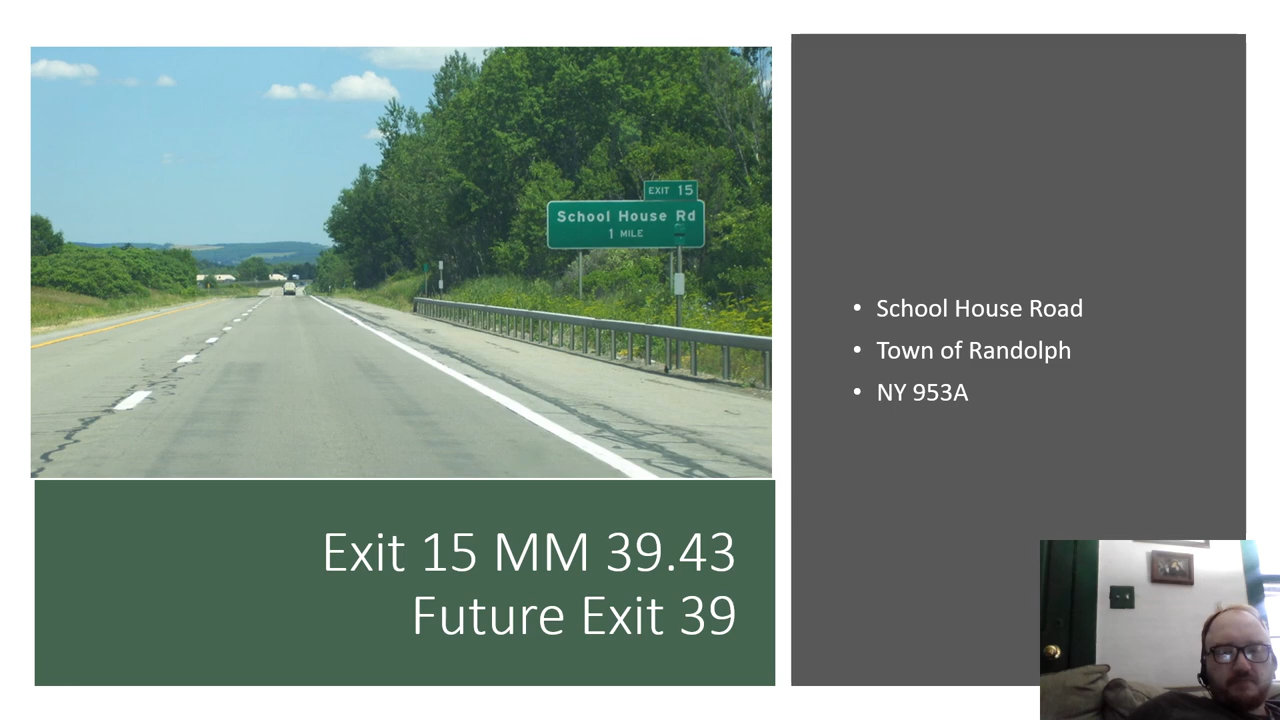 EXIT 15
School House Rd
1 MILE
Exit 15 MM 39.43
Future Exit 39
• School House Road
• Town of Randolph
• NY 953A